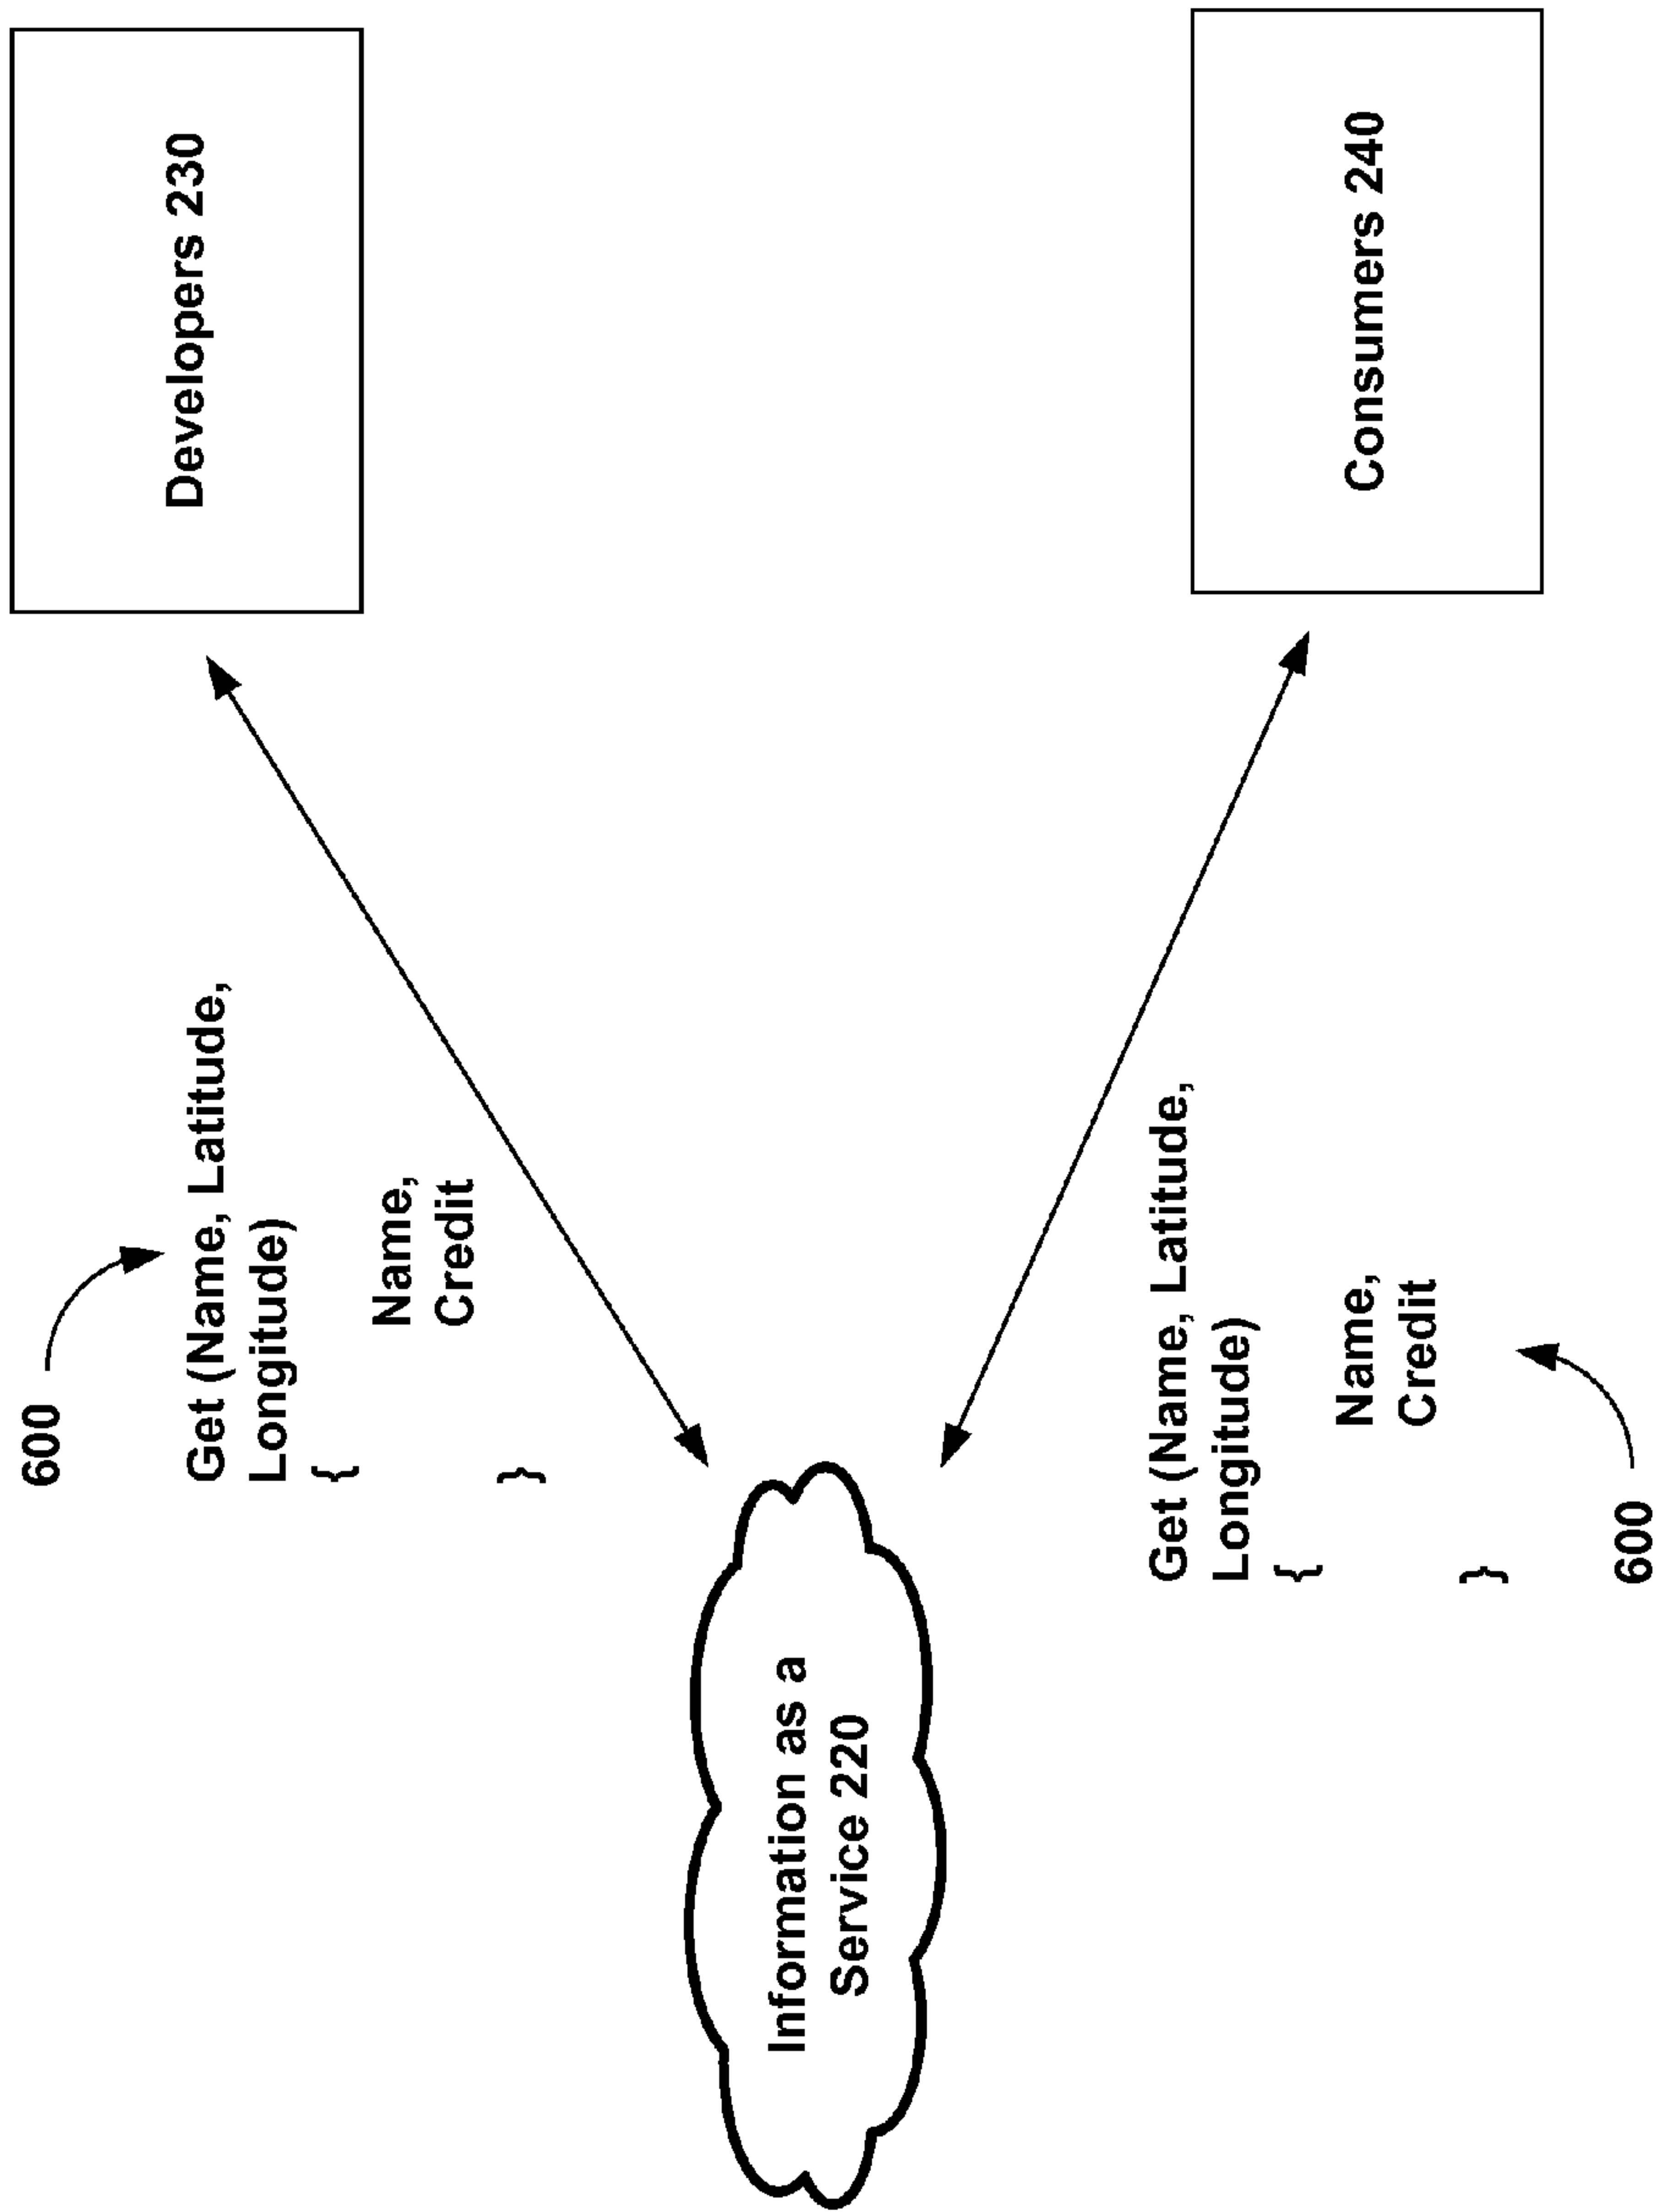 600
Get (Name, Latitude,
Longitude)
{
Name,
Credit
}
Developers 230
Information as a
Service 220
Get (Name, Latitude,
Longitude)
{
Name,
Credit
}
600
Consumers 240